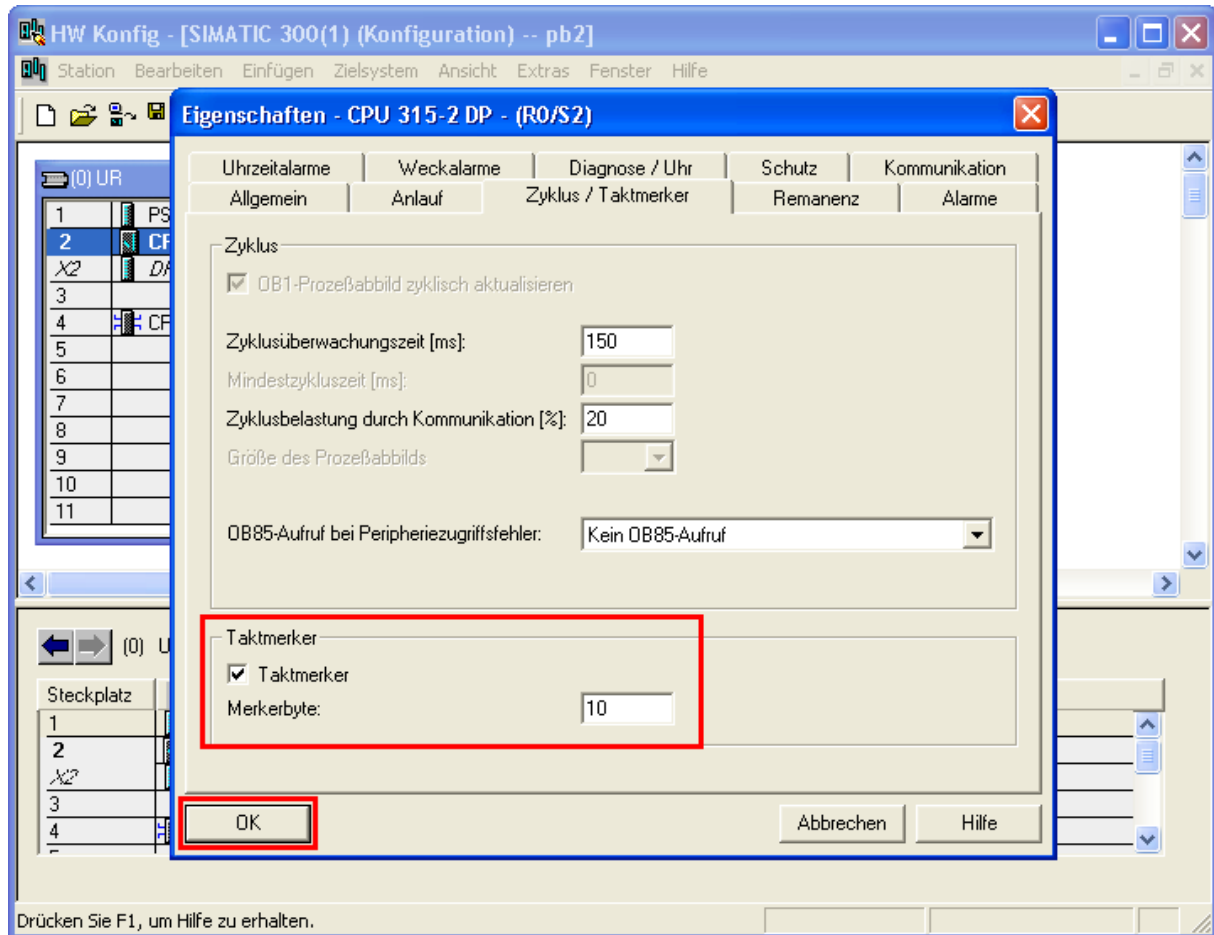 HW Konfig - [SIMATIC 300(1) (Konfiguration) -- pb2]
Station Bearbeiten Einfügen Zielsystem Ansicht Extras Fenster Hilfe
Eigenschaften - CPU 315-2 DP - (R0/S2)
(0) UR
Uhrzeitalarme Weckalarme Diagnose / Uhr Schutz Kommunikation
Allgemein Anlauf Zyklus / Taktmerker Remanenz Alarme
1 PS
2 CP
X2 DP
3
4 CP
5
6
7
8
9
10
11
Zyklus
OB1-Prozeßabbild zyklisch aktualisieren
Zyklusüberwachungszeit [ms]: 150
Mindestzykluszeit [ms]: 0
Zyklusbelastung durch Kommunikation [%]: 20
Größe des Prozeßabbilds
OB85-Aufruf bei Peripheriezugriffsfehler: Kein OB85-Aufruf
Taktmerker
Taktmerker
Merkerbyte: 10
(0) U
Steckplatz
1
2
X2
3
4
OK Abbrechen Hilfe
Drücken Sie F1, um Hilfe zu erhalten.